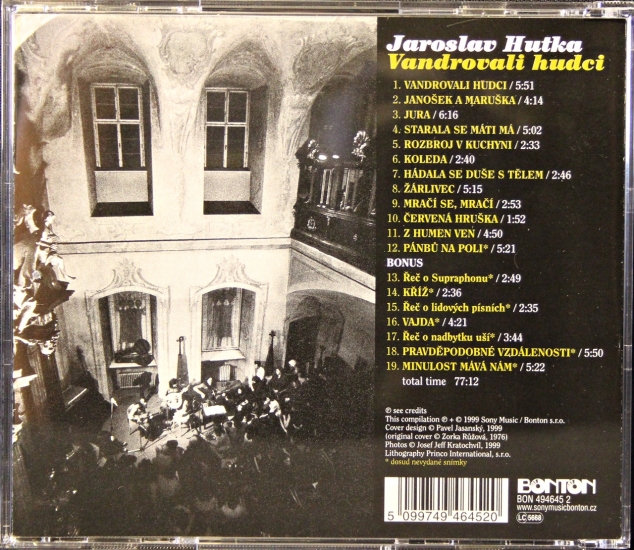 Jaroslav Hutka
Vandrovali hudci
1. VANDROVALI HUDCI / 5:51
2. JANOŠEK A MARUŠKA / 4:14
3. JURA / 6:16
4. STARALA SE MÁTI MÁ / 5:02
5. ROZBROJ V KUCHYNI / 2:33
6. KOLEDA / 2:40
7. HÁDALA SE DUŠE S TĚLEM / 2:46
8. ŽÁRLIVEC / 5:15
9. MRAČÍ SE, MRAČÍ / 2:53
10. ČERVENÁ HRUŠKA / 1:52
11. Z HUMEN VEN / 4:50
12. PÁNBŮ NA POLI* / 5:21
BONUS
13. Řeč o Supraphonu* / 2:49
14. KŘÍŽ* / 2:36
15. Řeč o lidových písních* / 2:35
16. VAJDA* / 4:21
17. Řeč o nadbytku uší* / 3:44
18. PRAVDĚPODOBNÉ VZDÁLENOSTI* / 5:50
19. MINULOST MÁVÁ NÁM* / 5:22
total time 77:12
℗ see credits
This compilation ℗ + © 1999 Sony Music / Bonton s.r.o.
Cover design © Pavel Jasanský, 1999
(original cover © Zorka Růžová, 1976)
Photos © Josef Jeff Kratochvíl, 1999
Lithography Princo International, s.r.o.
* dosud nevydané snímky
BONTON
BON 494645 2
www.sonymusicbonton.cz
LC 5668
5 099749 464520